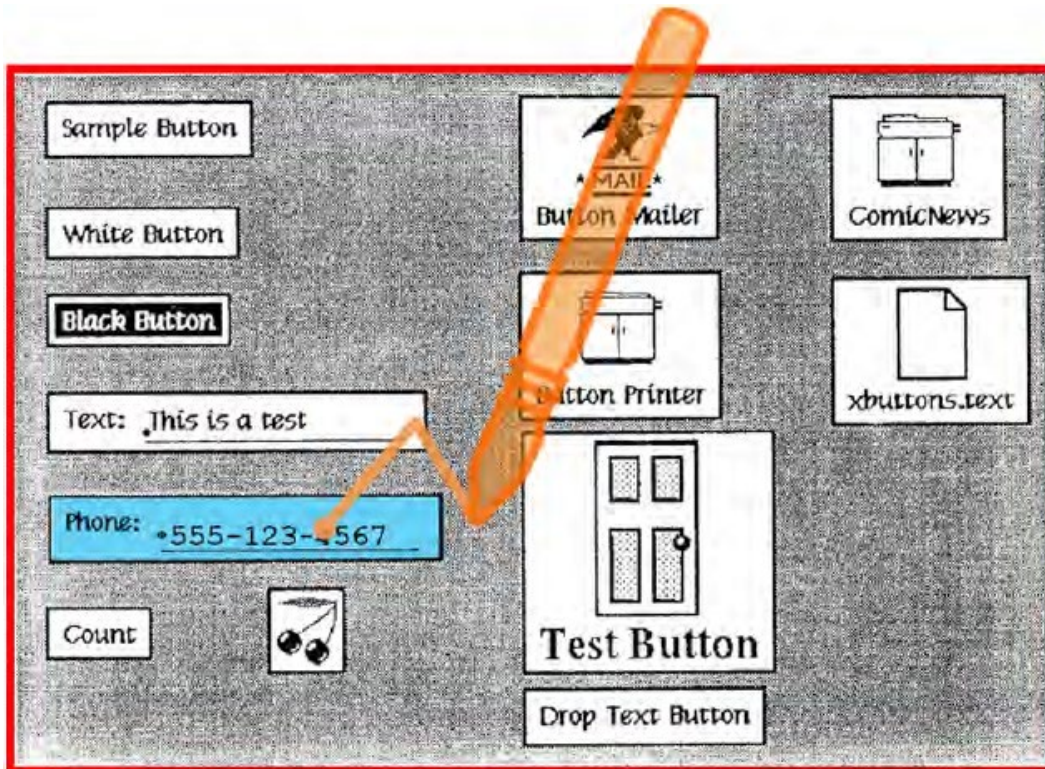 Sample Button
White Button
Black Button
Text: This is a test
Phone: 555-123-4567
Count
★ MAIL ★
Button Mailer
Button Printer
Test Button
Drop Text Button
ComicNews
xbuttons.text